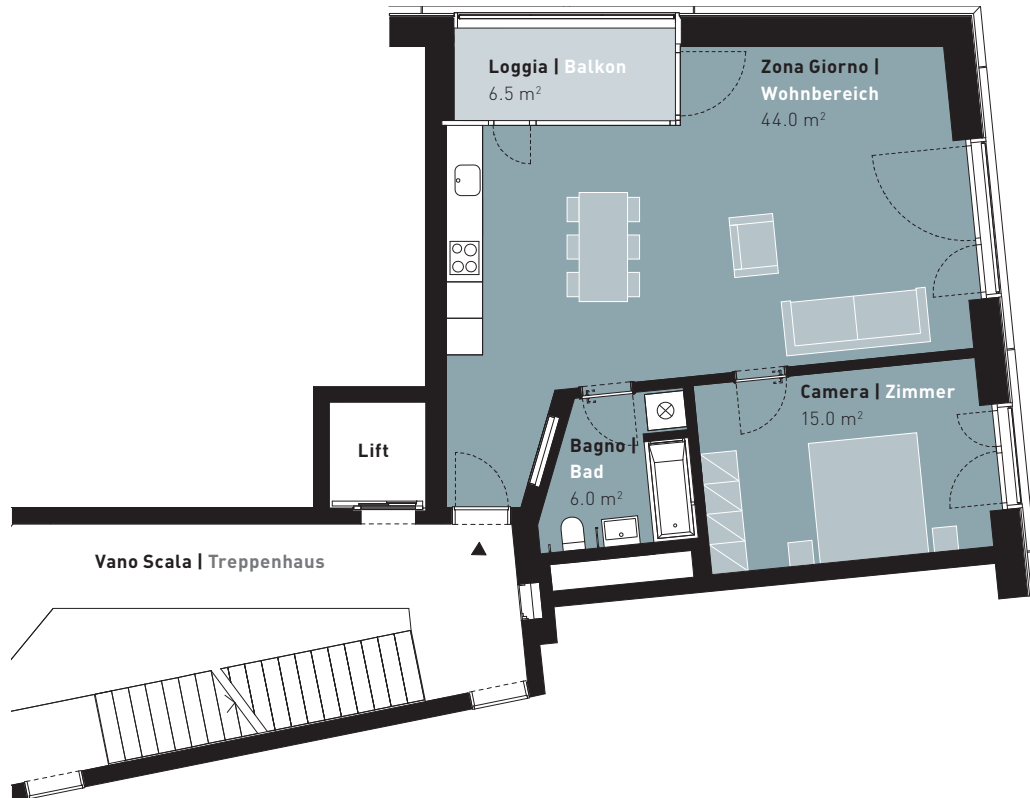 Loggia | Balkon
6.5 m²
Zona Giorno |
Wohnbereich
44.0 m²
Camera | Zimmer
15.0 m²
Lift
Bagno |
Bad
6.0 m²
Vano Scala | Treppenhaus